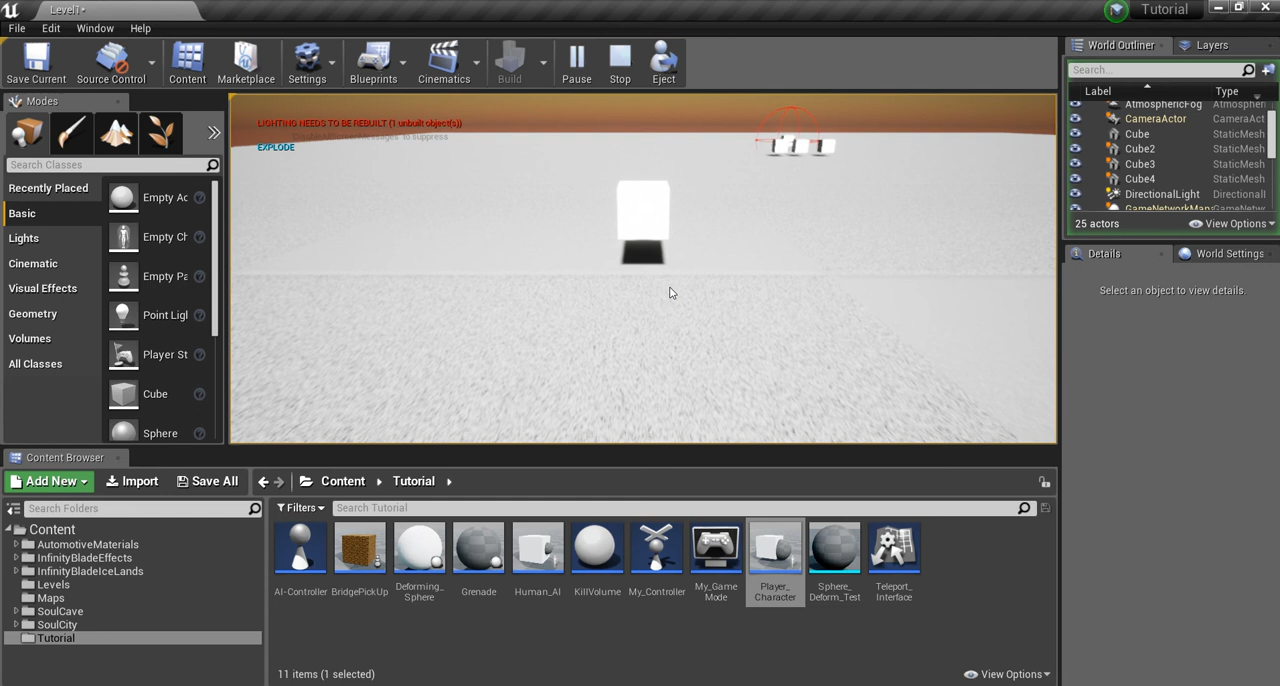 Level1*
Tutorial
File Edit Window Help
Save Current Source Control Content Marketplace Settings Blueprints Cinematics Build Pause Stop Eject
World Outliner Layers
Search...
Label Type
AtmosphericFog Atmospheri
CameraActor CameraAct
Cube StaticMesh
Cube2 StaticMesh
Cube3 StaticMesh
Cube4 StaticMesh
DirectionalLight Directionall
25 actors View Options
Details World Settings
Select an object to view details.
Modes
Search Classes
Recently Placed
Basic
Lights
Cinematic
Visual Effects
Geometry
Volumes
All Classes
Empty Ac
Empty Ch
Empty Pa
Point Ligl
Player St
Cube
Sphere
LIGHTING NEEDS TO BE REBUILT (1 unbuilt object(s))
to suppress
EXPLODE
Content Browser
Add New Import Save All Content Tutorial
Search Folders
Filters Search Tutorial
Content
AutomotiveMaterials
InfinityBladeEffects
InfinityBladeIceLands
Levels
Maps
SoulCave
SoulCity
Tutorial
AI-Controller
BridgePickUp
Deforming_
Sphere
Grenade
Human_AI
KillVolume
My_Controller
My_Game
Mode
Player_
Character
Sphere_
Deform_Test
Teleport_
Interface
11 items (1 selected) View Options